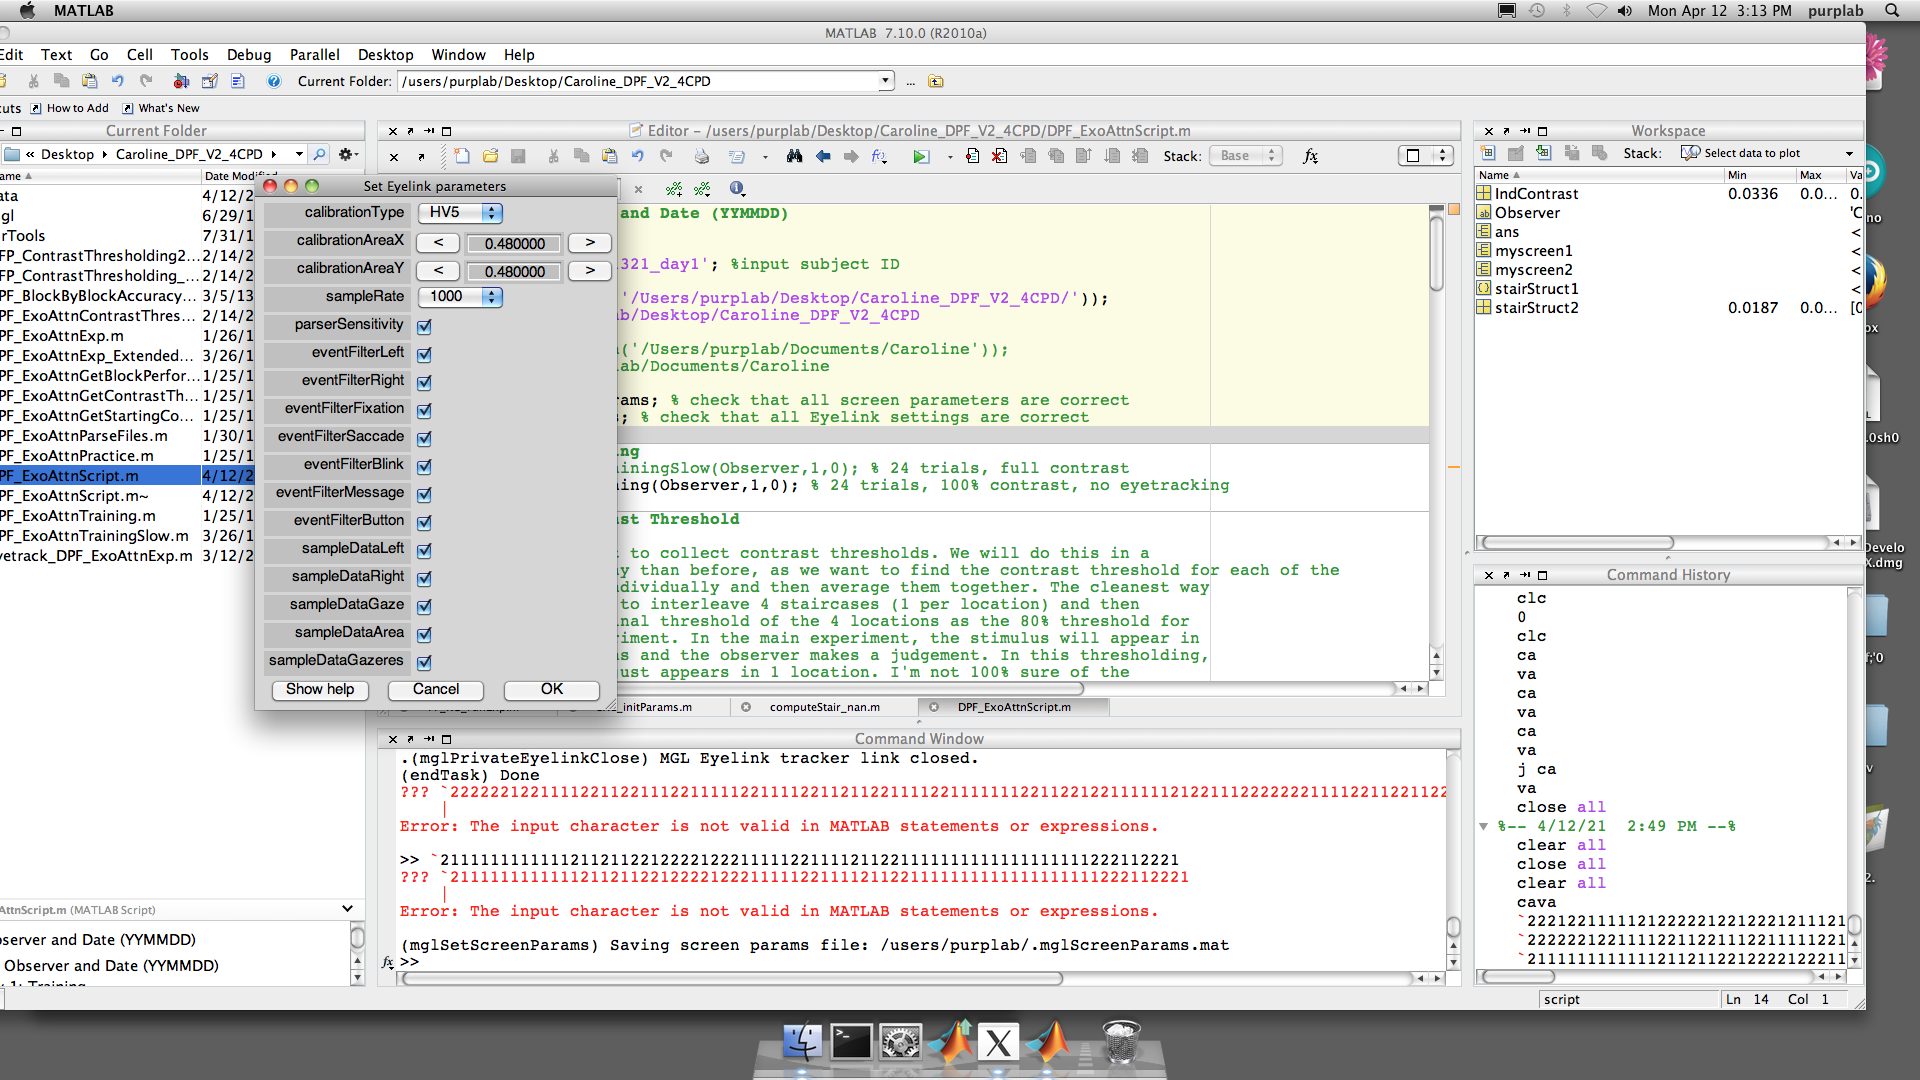 MATLAB
Mon Apr 12 3:13 PM purplab
MATLAB 7.10.0 (R2010a)
Edit Text Go Cell Tools Debug Parallel Desktop Window Help
Current Folder: /users/purplab/Desktop/Caroline_DPF_V2_4CPD ...
cuts How to Add What's New
Current Folder
« Desktop Caroline_DPF_V2_4CPD
ame Date Modified
ata 4/12/2
gl 6/29/1
rTools 7/31/1
FP_ContrastThresholding2... 2/14/2
PF_ContrastThresholding_... 2/14/2
PF_BlockByBlockAccuracy... 3/5/13
PF_ExoAttnContrastThres... 2/14/2
PF_ExoAttnExp.m 1/26/1
PF_ExoAttnExp_Extended... 3/26/1
PF_ExoAttnGetBlockPerfor... 1/25/1
PF_ExoAttnGetContrastTh... 1/25/1
PF_ExoAttnGetStartingCo... 1/25/1
PF_ExoAttnParseFiles.m 1/30/1
PF_ExoAttnPractice.m 1/25/1
PF_ExoAttnScript.m 4/12/2
PF_ExoAttnScript.m~ 4/12/2
PF_ExoAttnTraining.m 1/25/1
PF_ExoAttnTrainingSlow.m 3/26/1
yetrack_DPF_ExoAttnExp.m 3/12/2
AttnScript.m (MATLAB Script)
bserver and Date (YYMMDD)
Observer and Date (YYMMDD)
1: Training
Set Eyelink parameters
calibrationType HV5
calibrationAreaX < 0.480000 >
calibrationAreaY < 0.480000 >
sampleRate 1000
parserSensitivity
eventFilterLeft
eventFilterRight
eventFilterFixation
eventFilterSaccade
eventFilterBlink
eventFilterMessage
eventFilterButton
sampleDataLeft
sampleDataRight
sampleDataGaze
sampleDataArea
sampleDataGazeres
Show help Cancel OK
Editor – /users/purplab/Desktop/Caroline_DPF_V2_4CPD/DPF_ExoAttnScript.m
Stack: Base fx
and Date (YYMMDD)
321_day1'; %input subject ID
'/Users/purplab/Desktop/Caroline_DPF_V2_4CPD/'));
b/Desktop/Caroline_DPF_V2_4CPD
('/Users/purplab/Documents/Caroline'));
lab/Documents/Caroline
rams; % check that all screen parameters are correct
s; % check that all Eyelink settings are correct
ng
iningSlow(Observer,1,0); % 24 trials, full contrast
ning(Observer,1,0); % 24 trials, 100% contrast, no eyetracking
st Threshold
t to collect contrast thresholds. We will do this in a
y than before, as we want to find the contrast threshold for each of the
dividually and then average them together. The cleanest way
to interleave 4 staircases (1 per location) and then
nal threshold of the 4 locations as the 80% threshold for
iment. In the main experiment, the stimulus will appear in
s and the observer makes a judgement. In this thresholding,
ust appears in 1 location. I'm not 100% sure of the
_initParams.m computeStair_nan.m DPF_ExoAttnScript.m
Command Window
.(mglPrivateEyelinkClose) MGL Eyelink tracker link closed.
(endTask) Done
???
|
Error: The input character is not valid in MATLAB statements or expressions.
>>
???
|
Error: The input character is not valid in MATLAB statements or expressions.
(mglSetScreenParams) Saving screen params file: /users/purplab/.mglScreenParams.mat
fx >>
Workspace
Stack: Select data to plot
Name Min Max Va
IndContrast 0.0336 0.0... 0.
Observer 'C
ans <
myscreen1 <
myscreen2 <
stairStruct1 <
stairStruct2 0.0187 0.0... [0
Command History
clc
0
clc
ca
va
ca
va
ca
va
j ca
va
close all
%-- 4/12/21 2:49 PM --%
clear all
close all
clear all
cava
script Ln 14 Col 1
no
ox
L
.0sh0
Develo
X.dmg
f;'0
v
2.